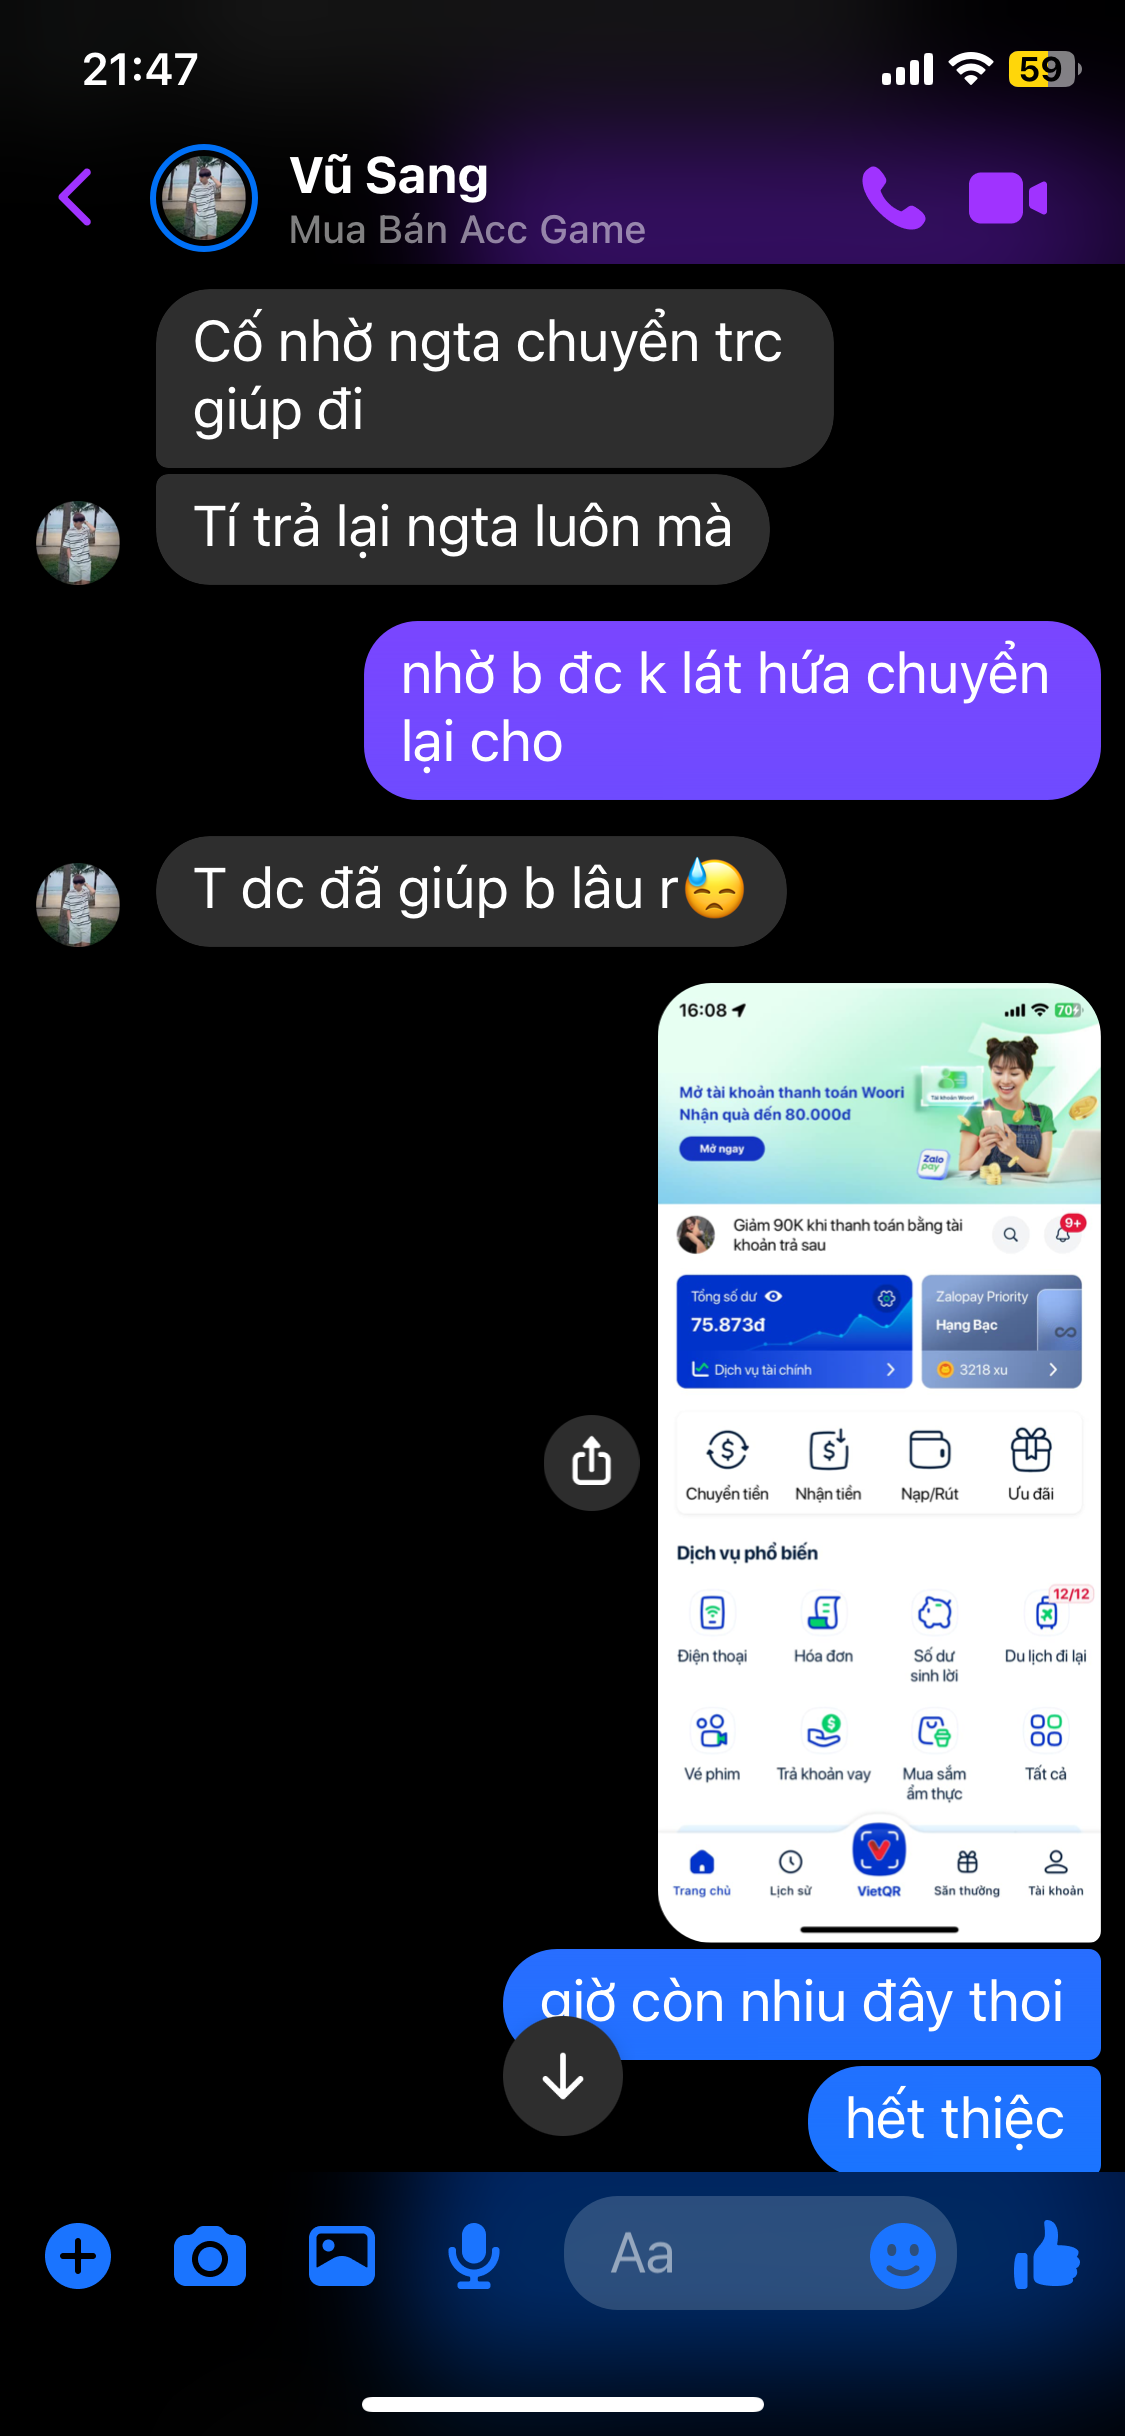 21:47
59
Vũ Sang
Mua Bán Acc Game
Cố nhờ ngta chuyển trc
giúp đi
Tí trả lại ngta luôn mà
nhờ b đc k lát hứa chuyển
lại cho
T dc đã giúp b lâu r😓
16:08
70
Mở tài khoản thanh toán Woori
Nhận quà đến 80.000đ
Mở ngay
Tài khoản Woori
Zalo
pay
Giảm 90K khi thanh toán bằng tài
khoản trả sau
9+
Tổng số dư
75.873đ
Dịch vụ tài chính
Zalopay Priority
Hạng Bạc
3218 xu
Chuyển tiền
Nhận tiền
Nạp/Rút
Ưu đãi
Dịch vụ phổ biến
12/12
Điện thoại
Hóa đơn
Số dư
sinh lời
Du lịch đi lại
Vé phim
Trả khoản vay
Mua sắm
ẩm thực
Tất cả
Trang chủ
Lịch sử
VietQR
Săn thưởng
Tài khoản
giờ còn nhiu đây thoi
hết thiệc
Aa